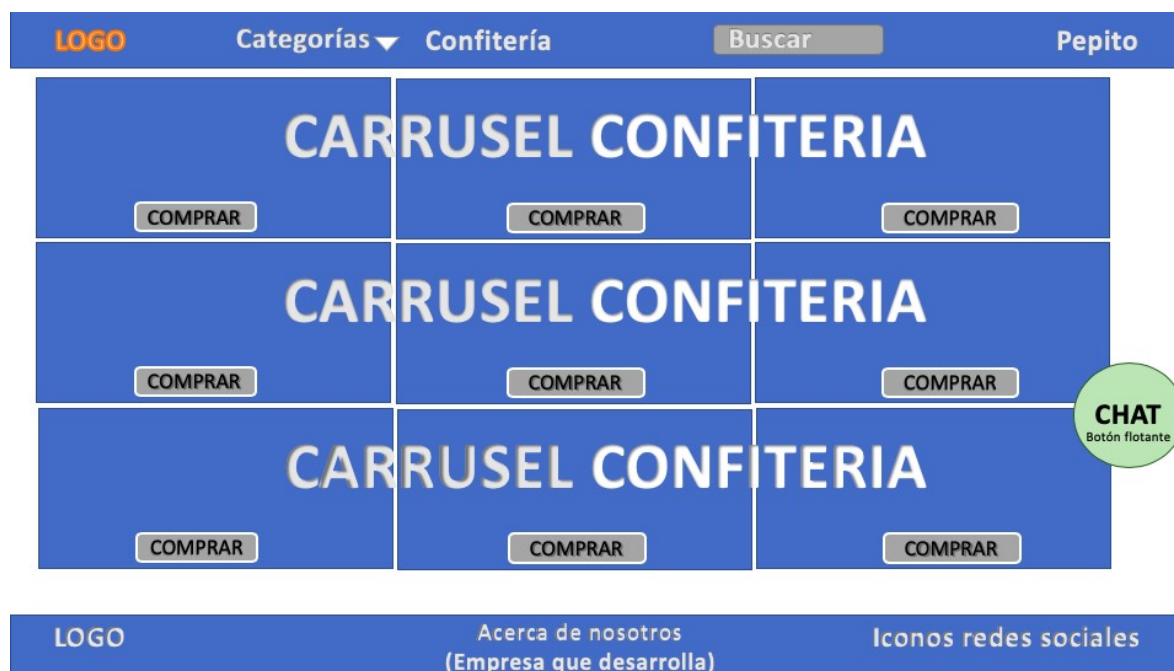 LOGO Categorías Confitería Buscar Pepito
CARRUSEL CONFITERIA
COMPRAR COMPRAR COMPRAR
CARRUSEL CONFITERIA
COMPRAR COMPRAR COMPRAR
CHAT
Botón flotante
CARRUSEL CONFITERIA
COMPRAR COMPRAR COMPRAR
LOGO Acerca de nosotros Iconos redes sociales
(Empresa que desarrolla)